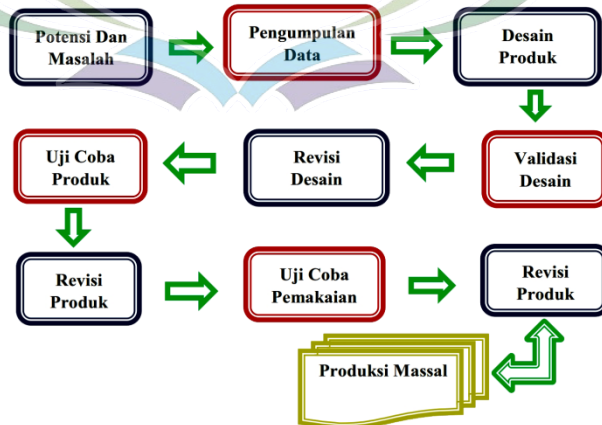 Potensi Dan
Masalah
Pengumpulan
Data
Desain
Produk
Validasi
Desain
Revisi
Desain
Uji Coba
Produk
Revisi
Produk
Uji Coba
Pemakaian
Revisi
Produk
Produksi Massal